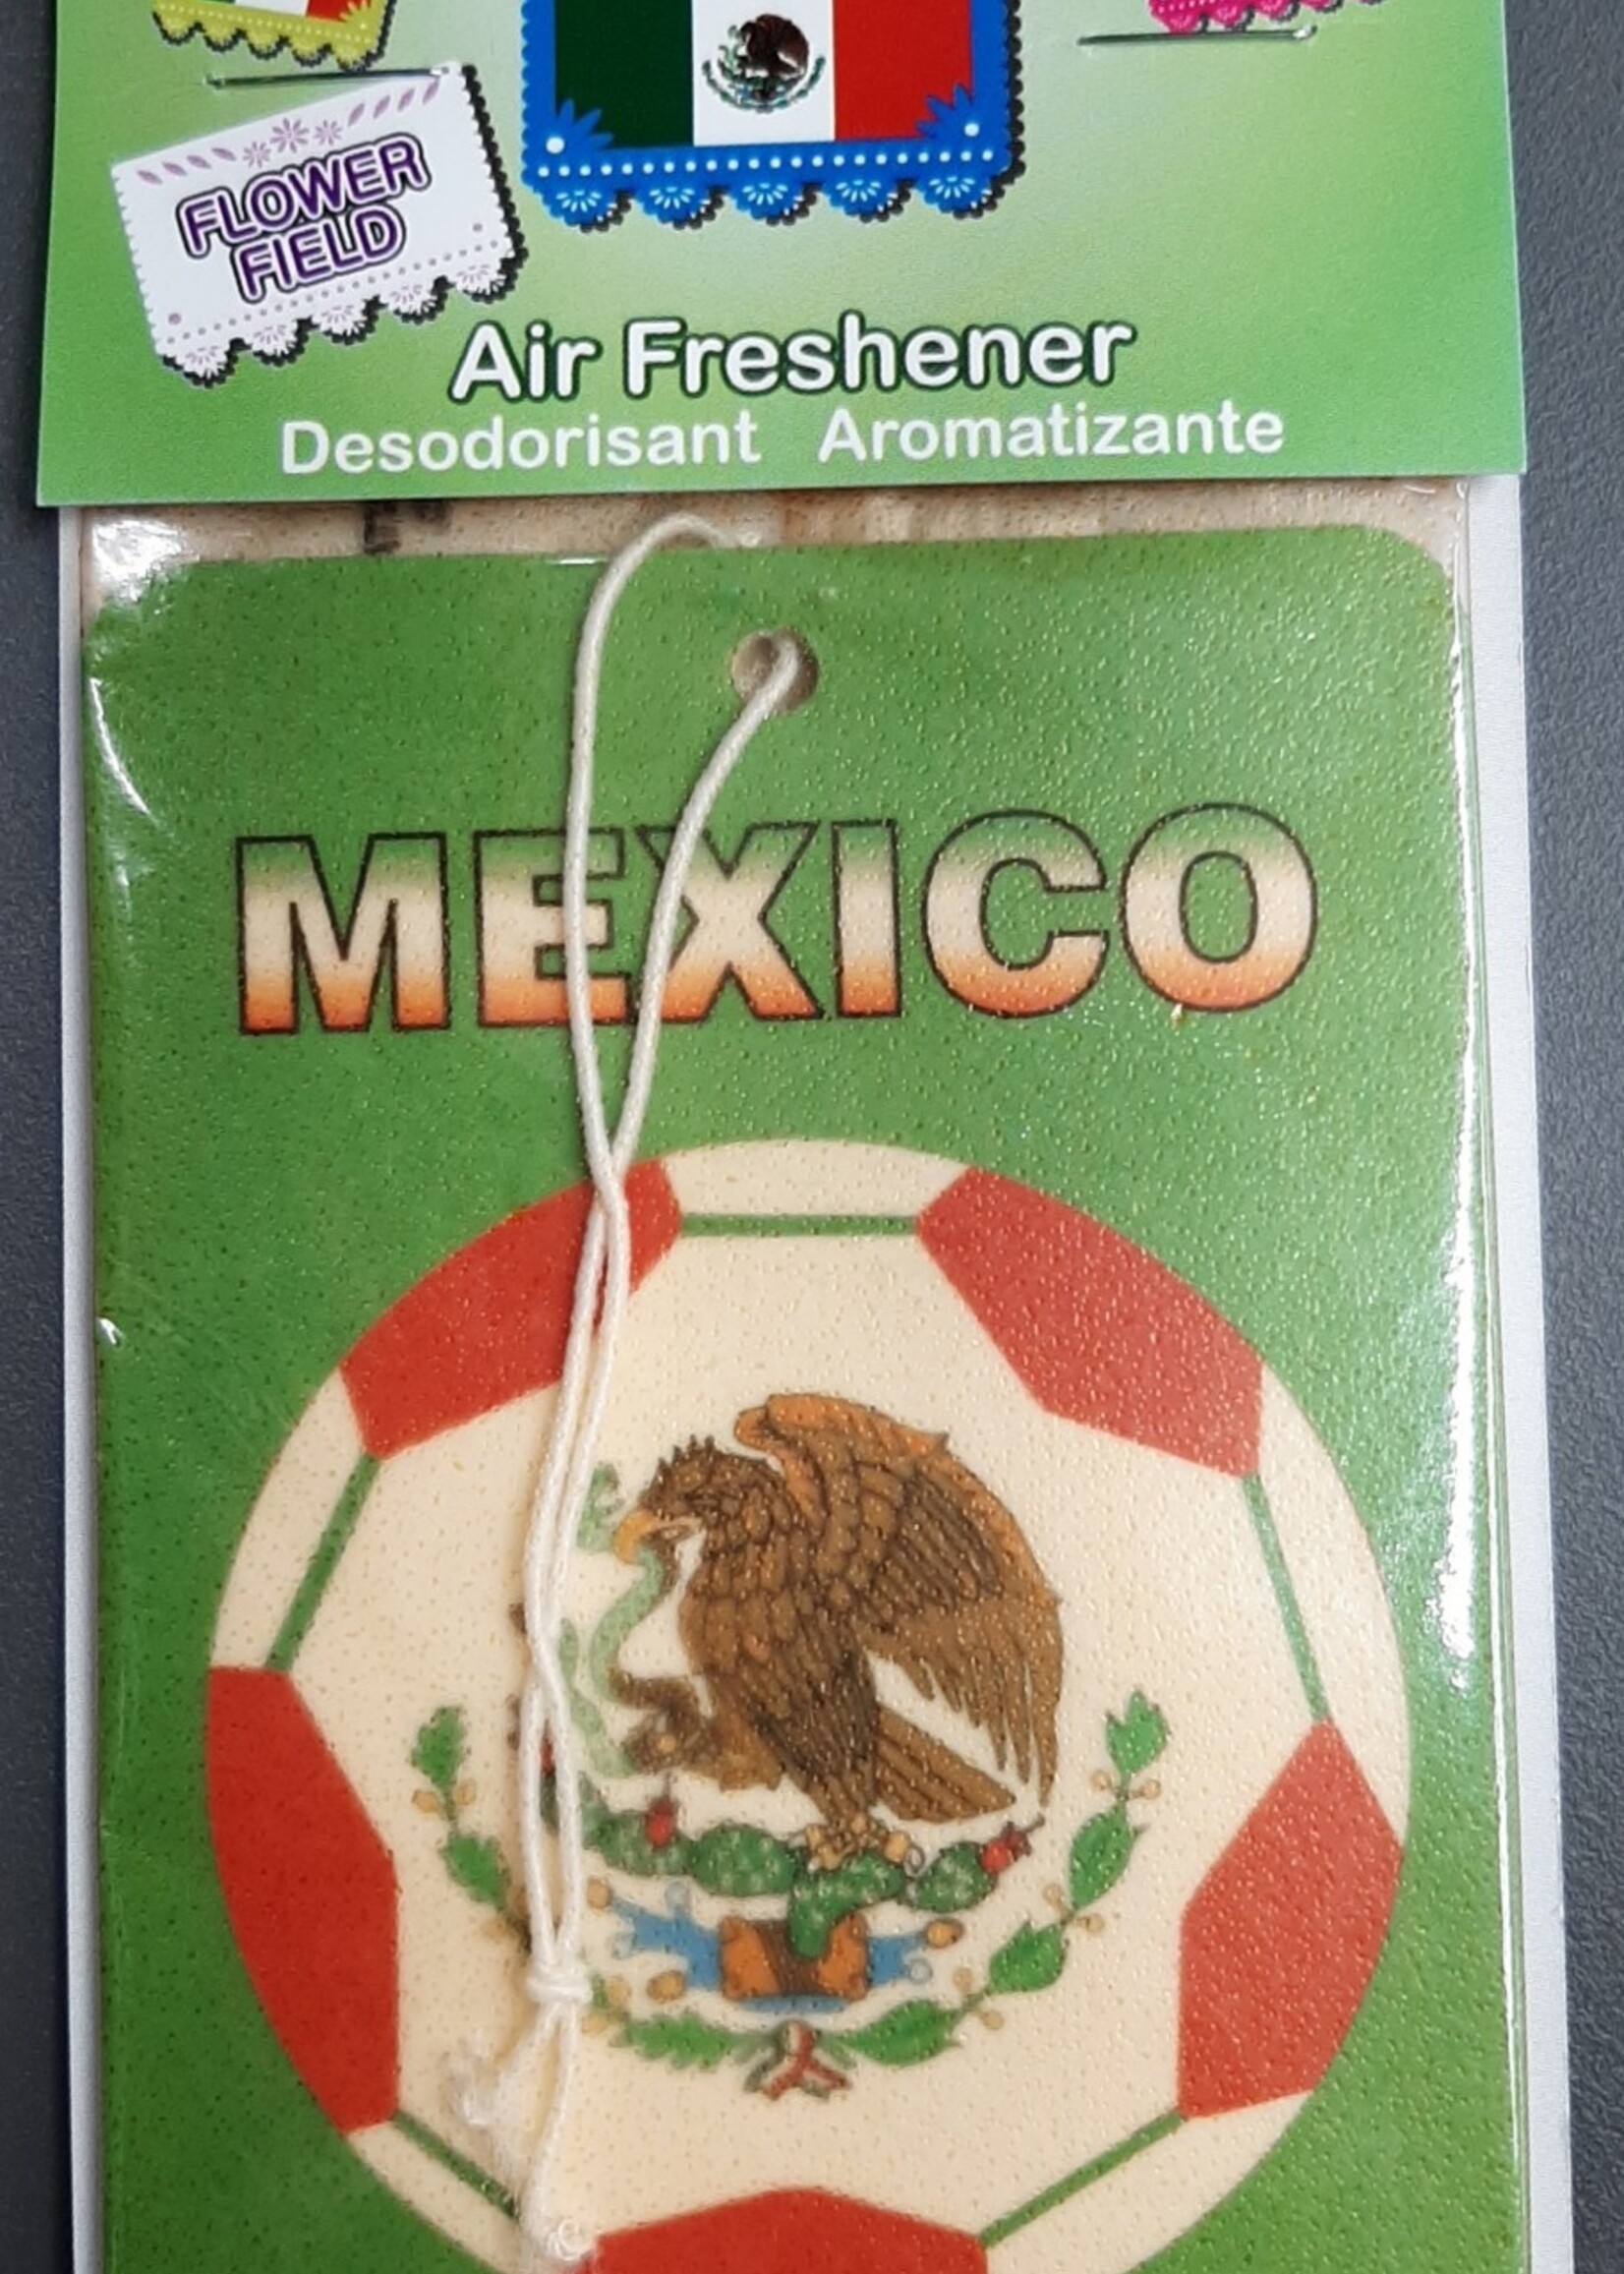 FLOWER
FIELD
Air Freshener
Desodorisant Aromatizante
MEXICO